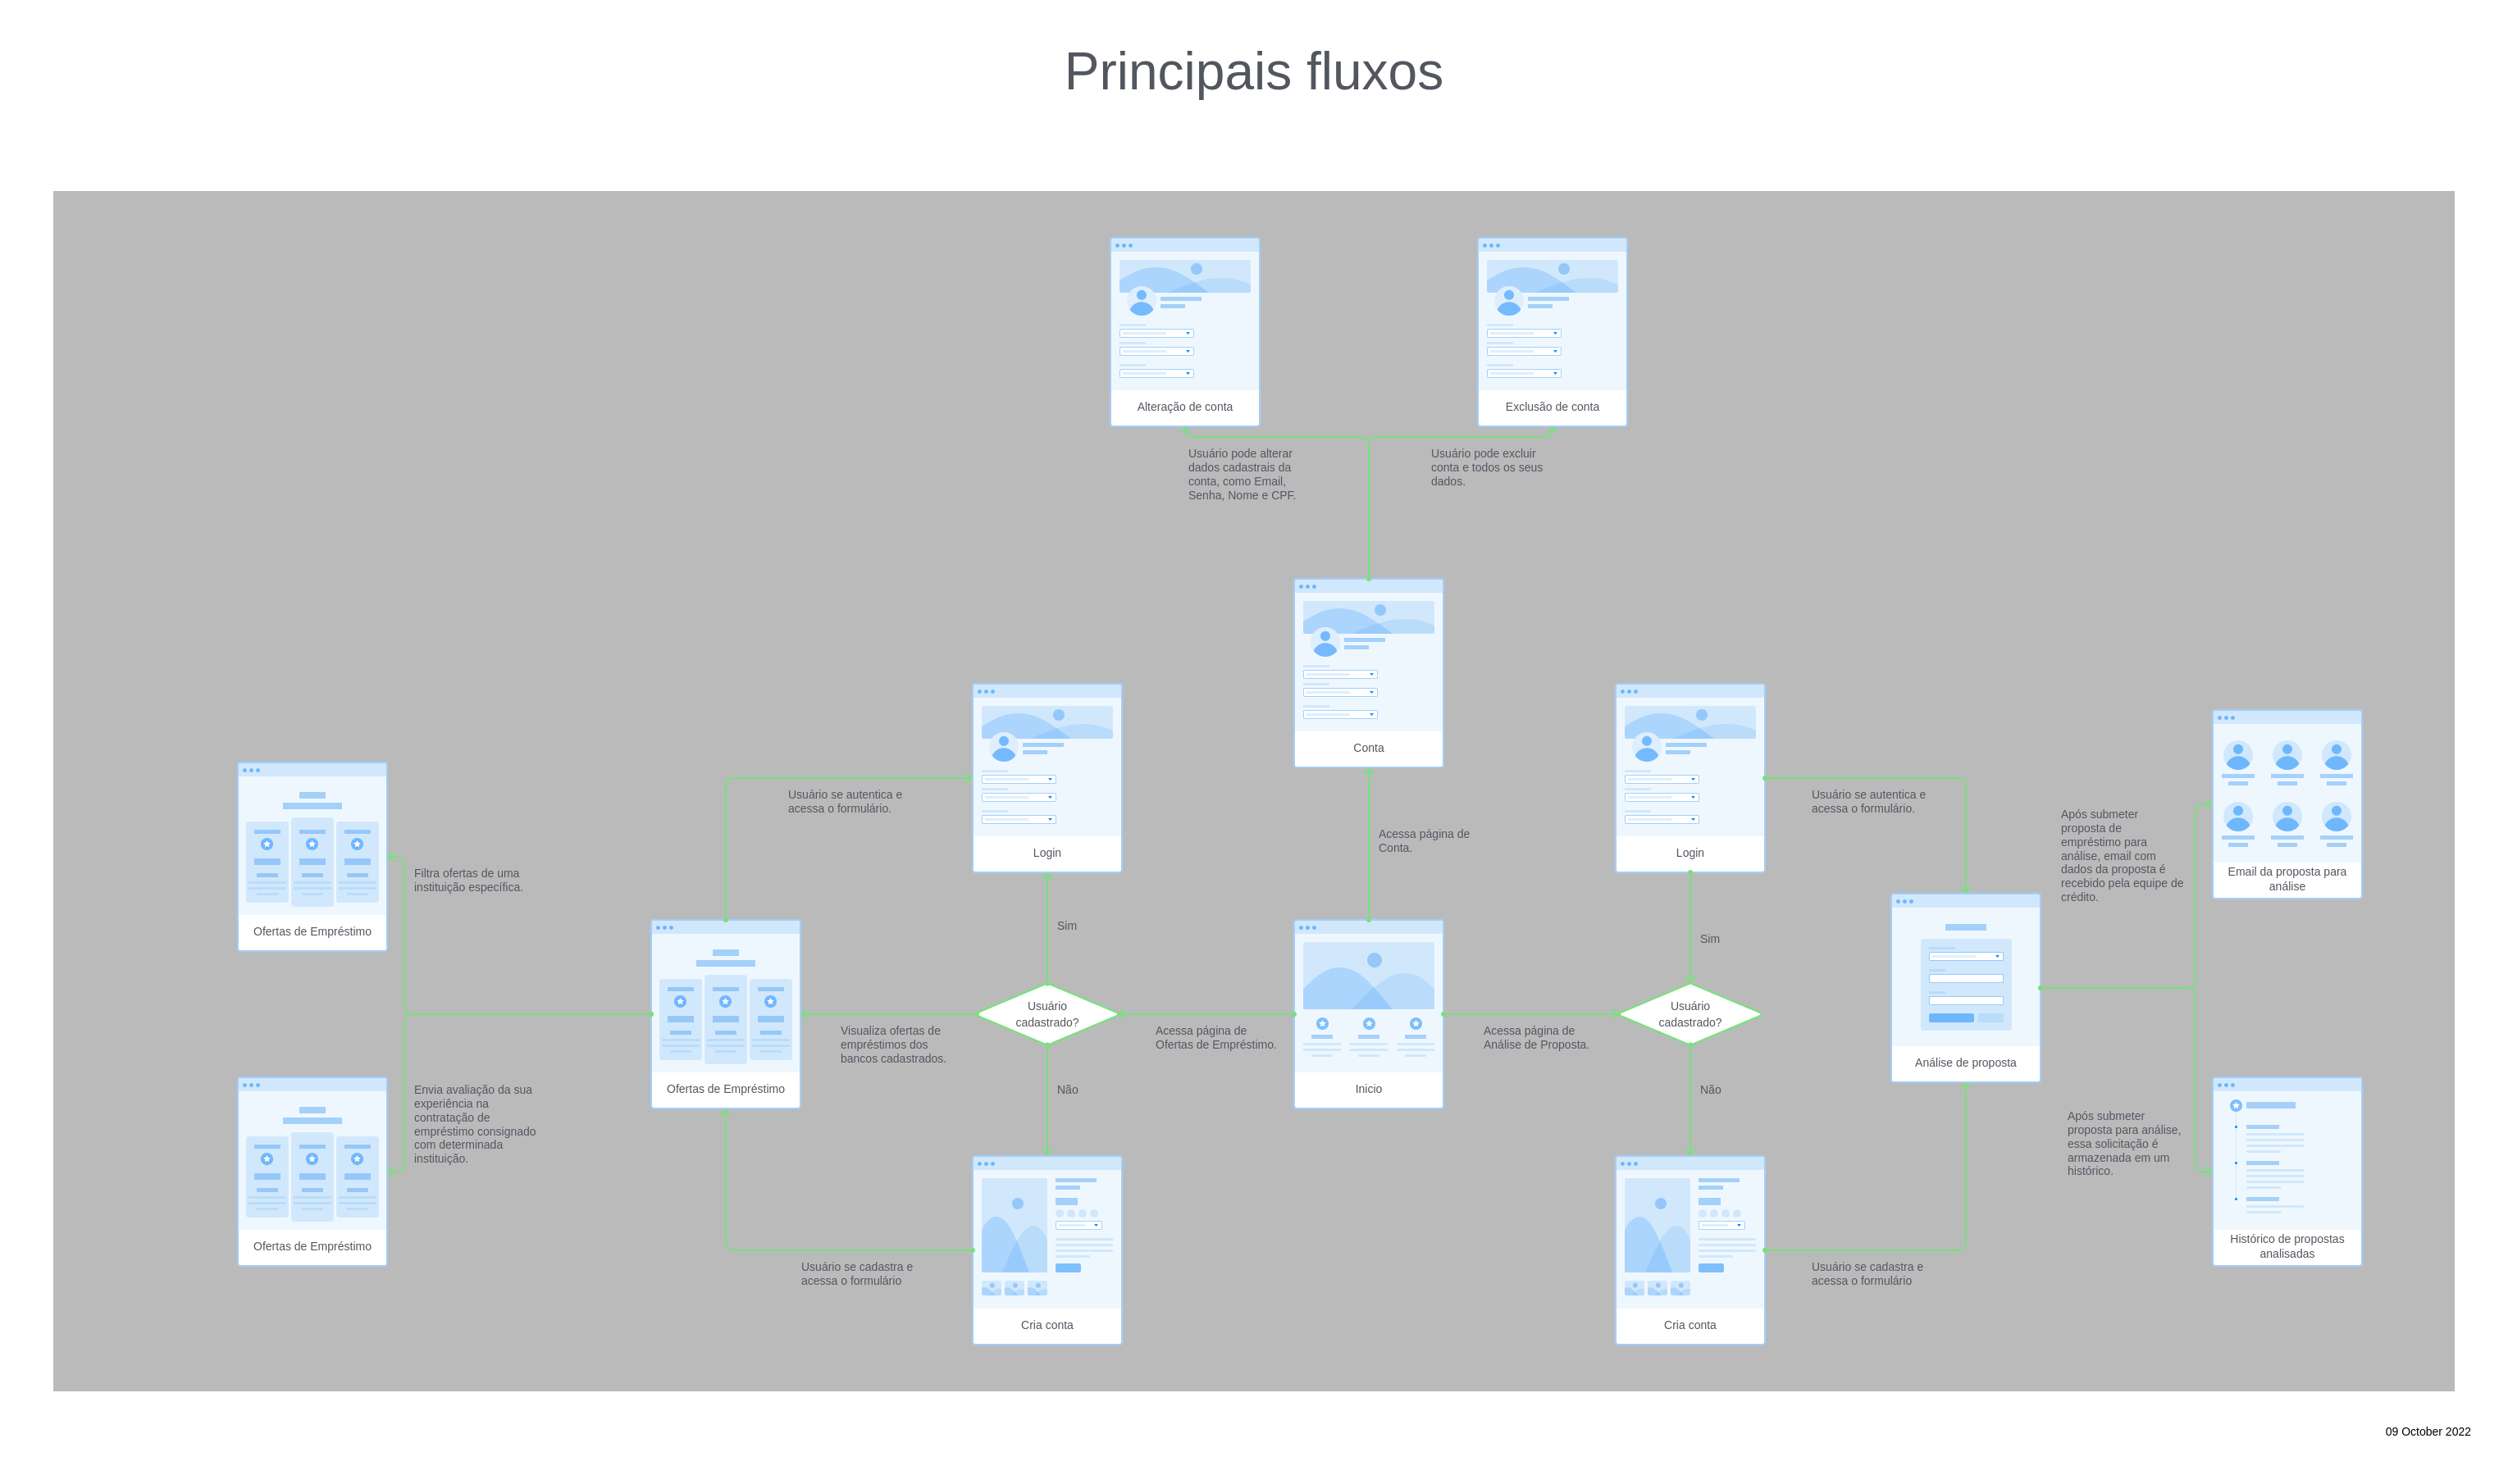 Principais fluxos
Alteração de conta
Exclusão de conta
Usuário pode alterar
dados cadastrais da
conta, como Email,
Senha, Nome e CPF.
Usuário pode excluir
conta e todos os seus
dados.
Conta
Acessa página de
Conta.
Login
Usuário se autentica e
acessa o formulário.
Sim
Login
Usuário se autentica e
acessa o formulário.
Sim
Ofertas de Empréstimo
Filtra ofertas de uma
instituição específica.
Após submeter
proposta de
empréstimo para
análise, email com
dados da proposta é
recebido pela equipe de
crédito.
Email da proposta para
análise
Ofertas de Empréstimo
Visualiza ofertas de
empréstimos dos
bancos cadastrados.
Usuário
cadastrado?
Acessa página de
Ofertas de Empréstimo.
Inicio
Acessa página de
Análise de Proposta.
Usuário
cadastrado?
Análise de proposta
Não
Não
Envia avaliação da sua
experiência na
contratação de
empréstimo consignado
com determinada
instituição.
Ofertas de Empréstimo
Após submeter
proposta para análise,
essa solicitação é
armazenada em um
histórico.
Histórico de propostas
analisadas
Usuário se cadastra e
acessa o formulário
Cria conta
Usuário se cadastra e
acessa o formulário
Cria conta
09 October 2022